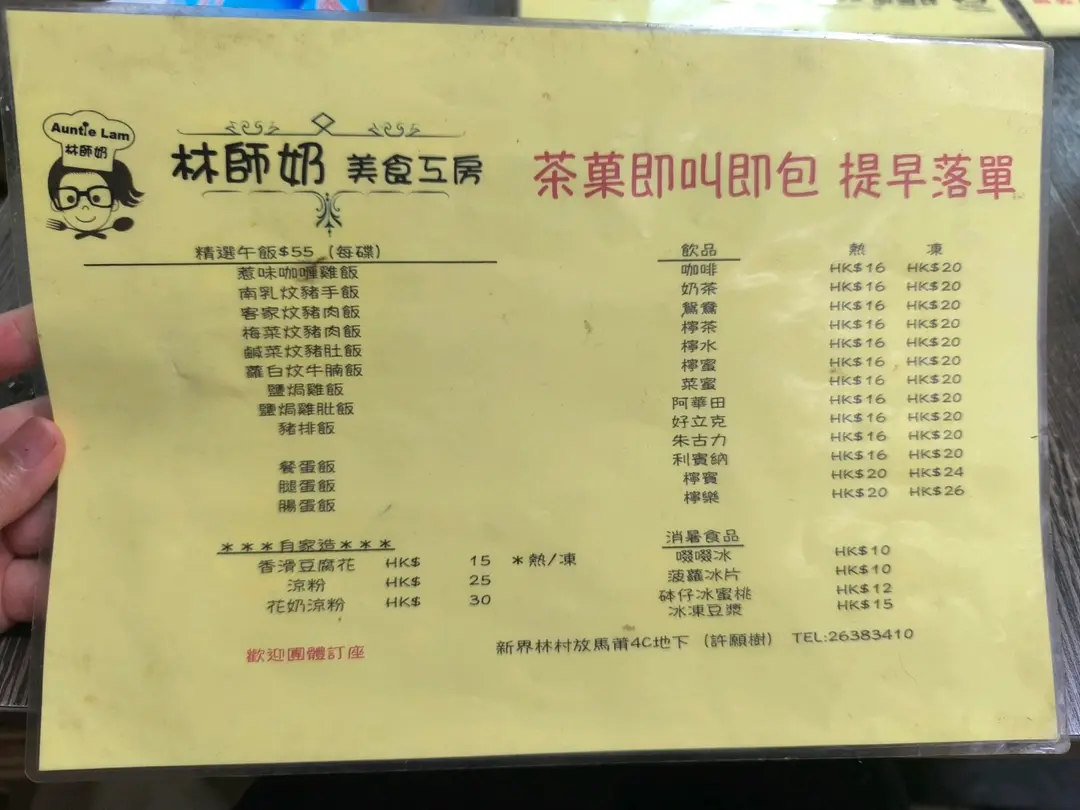 Auntie Lam
林師奶
林師奶 美食工房
茶菓即叫即包 提早落單
精選午飯$55 (每碟)
惹味咖喱雞飯
南乳炆豬手飯
客家炆豬肉飯
梅菜炆豬肉飯
鹹菜炆豬肚飯
蘿白炆牛腩飯
鹽焗雞飯
鹽焗雞肚飯
豬排飯
餐蛋飯
腿蛋飯
腸蛋飯
***自家造***
香滑豆腐花 HK$ 15 *熱/凍
涼粉 HK$ 25
花奶涼粉 HK$ 30
歡迎團體訂座
飲品 熱 凍
咖啡 HK$16 HK$20
奶茶 HK$16 HK$20
鴛鴦 HK$16 HK$20
檸茶 HK$16 HK$20
檸水 HK$16 HK$20
檸蜜 HK$16 HK$20
菜蜜 HK$16 HK$20
阿華田 HK$16 HK$20
好立克 HK$16 HK$20
朱古力 HK$16 HK$20
利賓納 HK$16 HK$20
檸賓 HK$20 HK$24
檸樂 HK$20 HK$26
消暑食品
啜啜冰 HK$10
菠蘿冰片 HK$10
砵仔冰蜜桃 HK$12
冰凍豆漿 HK$15
新界林村放馬莆4C地下 (許願樹) TEL:26383410